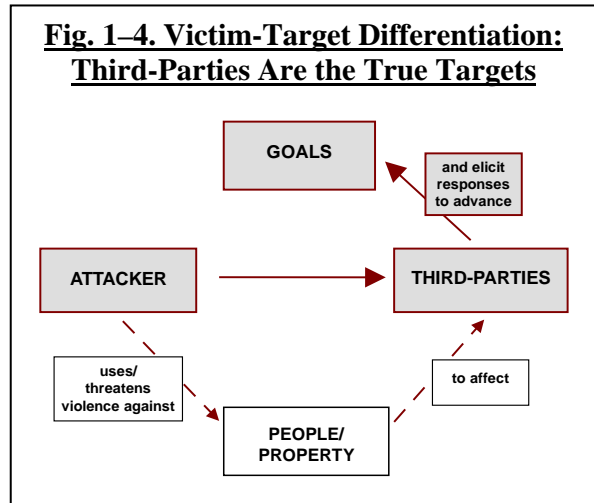 Fig. 1–4. Victim-Target Differentiation:
Third-Parties Are the True Targets
GOALS
and elicit
responses
to advance
ATTACKER
THIRD-PARTIES
uses/
threatens
violence against
to affect
PEOPLE/
PROPERTY